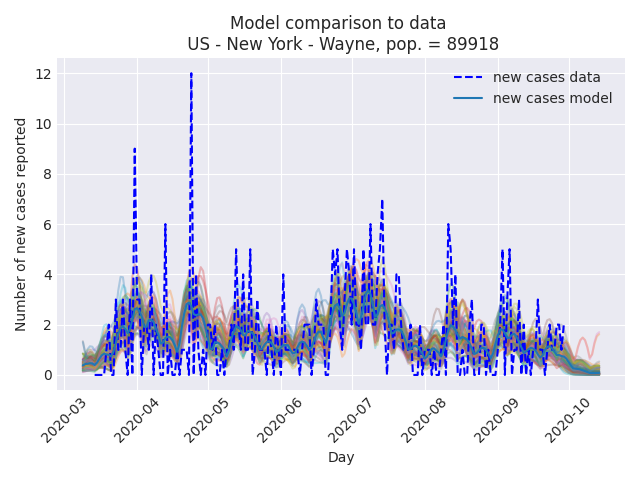 Model comparison to data
US - New York - Wayne, pop. = 89918
Number of new cases reported
12
10
8
6
4
2
0
new cases data
new cases model
2020-03
2020-04
2020-05
2020-06
2020-07
2020-08
2020-09
2020-10
Day